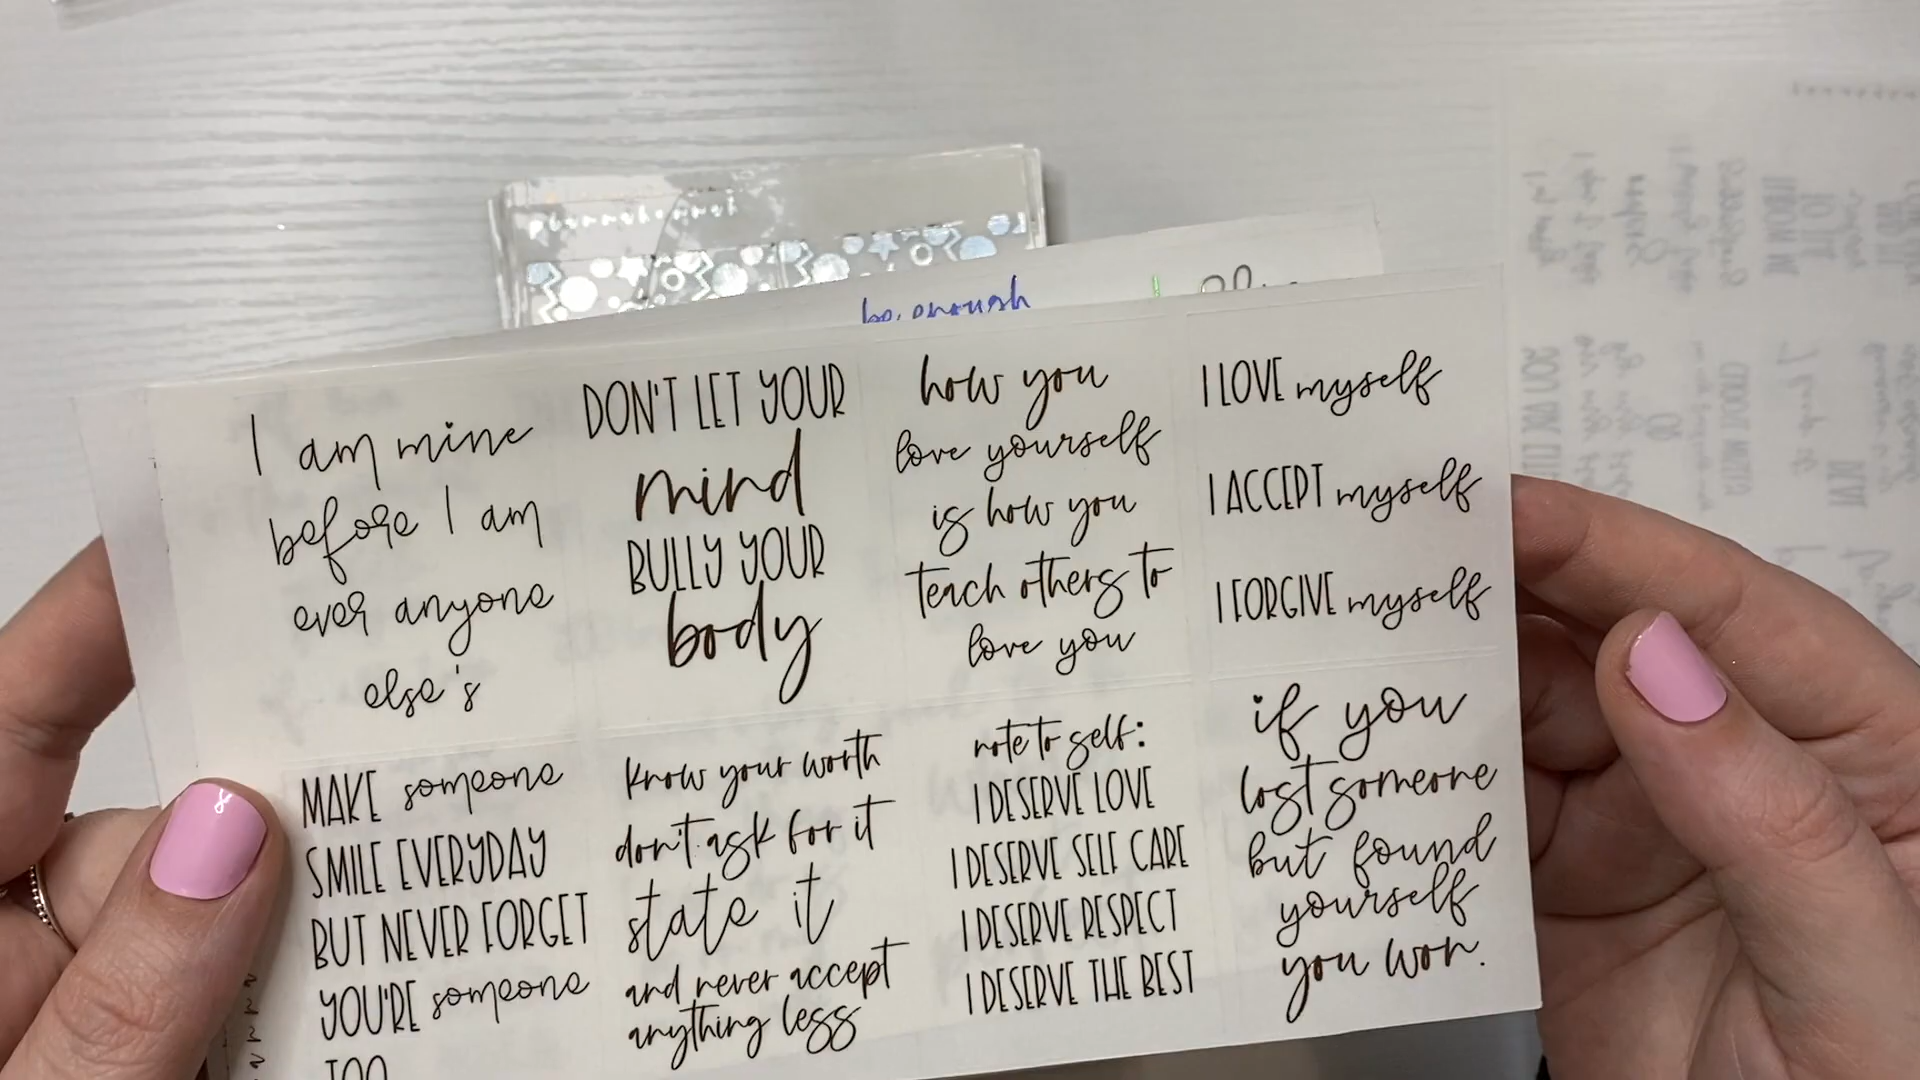 be enough
I am mine
before I am
ever anyone
else's
DON'T LET YOUR
mind
BULLY YOUR
body
how you
love yourself
is how you
teach others to
love you
I LOVE myself
I ACCEPT myself
I FORGIVE myself
MAKE someone
SMILE EVERYDAY
BUT NEVER FORGET
YOU'RE someone
TOO
know your worth
don't ask for it
state it
and never accept
anything less
note to self:
I DESERVE LOVE
I DESERVE SELF CARE
I DESERVE RESPECT
I DESERVE THE BEST
if you
lost someone
but found
yourself
you won.